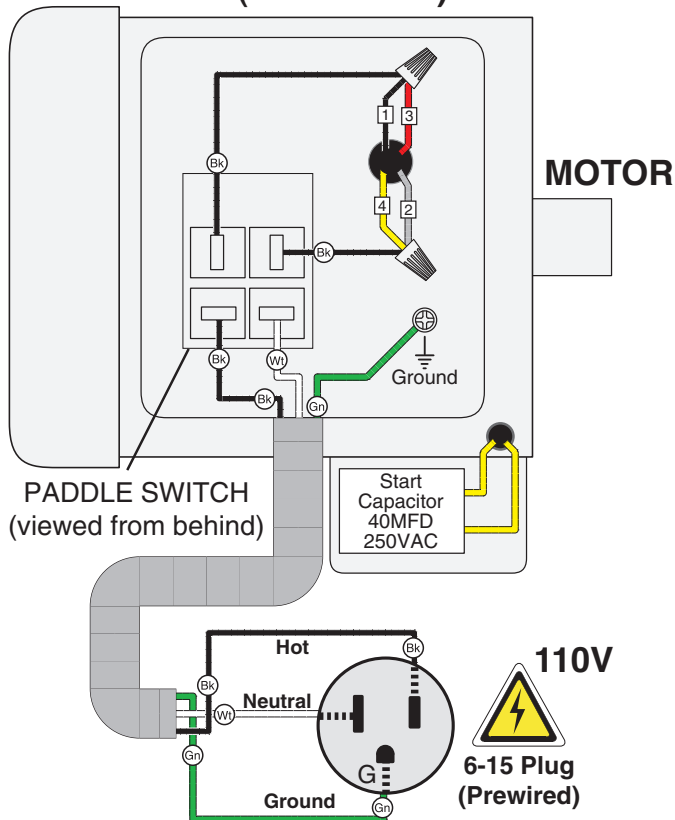 1
3
Bk
MOTOR
4
2
Bk
Bk
Wt
Ground
Bk
Gn
PADDLE SWITCH
(viewed from behind)
Start
Capacitor
40MFD
250VAC
Hot
Bk
110V
Bk
Neutral
Wt
Gn
G
6-15 Plug
(Prewired)
Ground
Gn